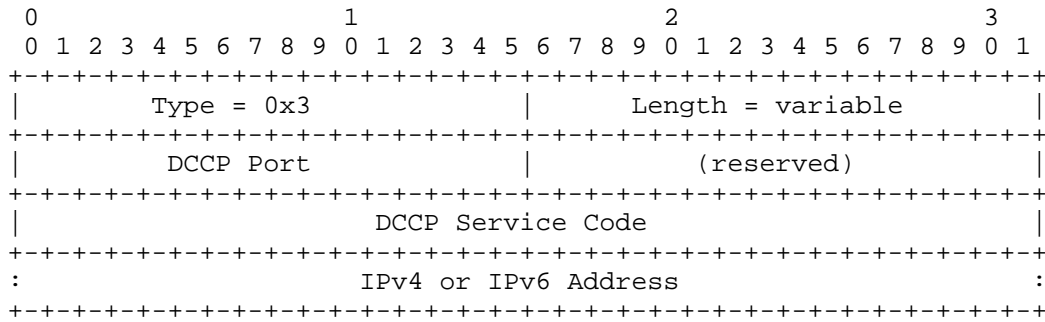 0                   1                   2                   3
 0 1 2 3 4 5 6 7 8 9 0 1 2 3 4 5 6 7 8 9 0 1 2 3 4 5 6 7 8 9 0 1
+-+-+-+-+-+-+-+-+-+-+-+-+-+-+-+-+-+-+-+-+-+-+-+-+-+-+-+-+-+-+-+-+
|        Type = 0x3             |      Length = variable        |
+-+-+-+-+-+-+-+-+-+-+-+-+-+-+-+-+-+-+-+-+-+-+-+-+-+-+-+-+-+-+-+-+
|         DCCP Port             |          (reserved)           |
+-+-+-+-+-+-+-+-+-+-+-+-+-+-+-+-+-+-+-+-+-+-+-+-+-+-+-+-+-+-+-+-+
|                      DCCP Service Code                        |
+-+-+-+-+-+-+-+-+-+-+-+-+-+-+-+-+-+-+-+-+-+-+-+-+-+-+-+-+-+-+-+-+
:                     IPv4 or IPv6 Address                      :
+-+-+-+-+-+-+-+-+-+-+-+-+-+-+-+-+-+-+-+-+-+-+-+-+-+-+-+-+-+-+-+-+